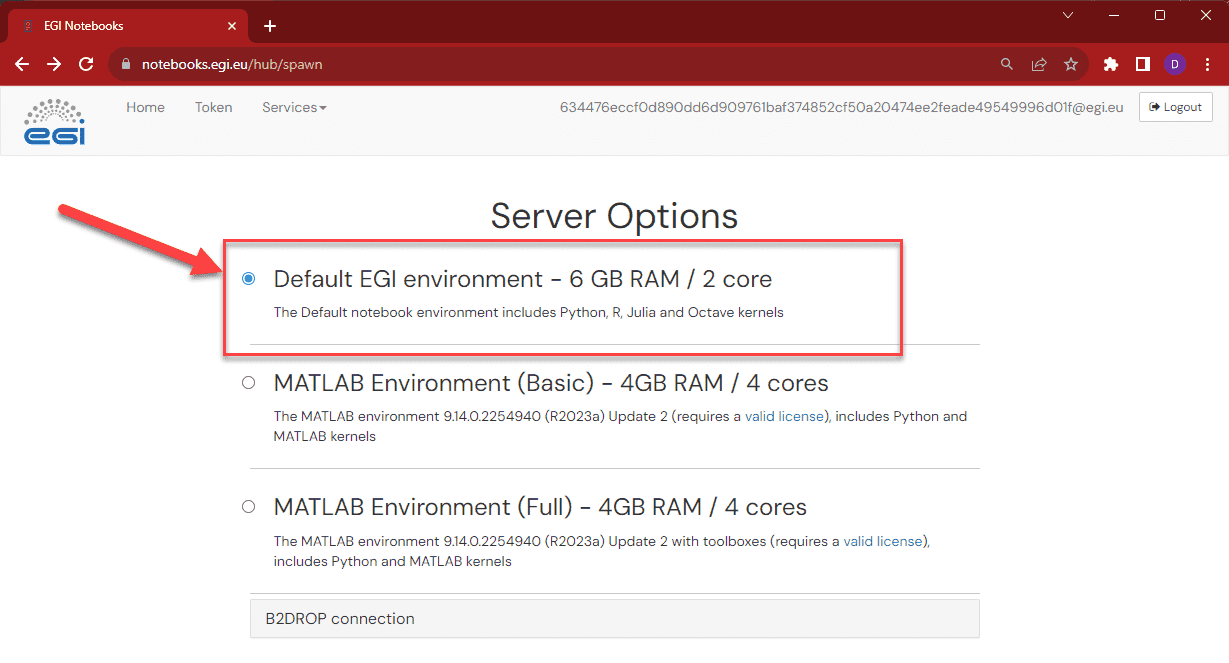 EGI Notebooks
notebooks.egi.eu/hub/spawn
D
egi
Home Token Services
634476eccf0d890dd6d909761baf374852cf50a20474ee2feade49549996d01f@egi.eu
Logout
Server Options
Default EGI environment - 6 GB RAM / 2 core
The Default notebook environment includes Python, R, Julia and Octave kernels
MATLAB Environment (Basic) - 4GB RAM / 4 cores
The MATLAB environment 9.14.0.2254940 (R2023a) Update 2 (requires a valid license), includes Python and
MATLAB kernels
MATLAB Environment (Full) - 4GB RAM / 4 cores
The MATLAB environment 9.14.0.2254940 (R2023a) Update 2 with toolboxes (requires a valid license),
includes Python and MATLAB kernels
B2DROP connection